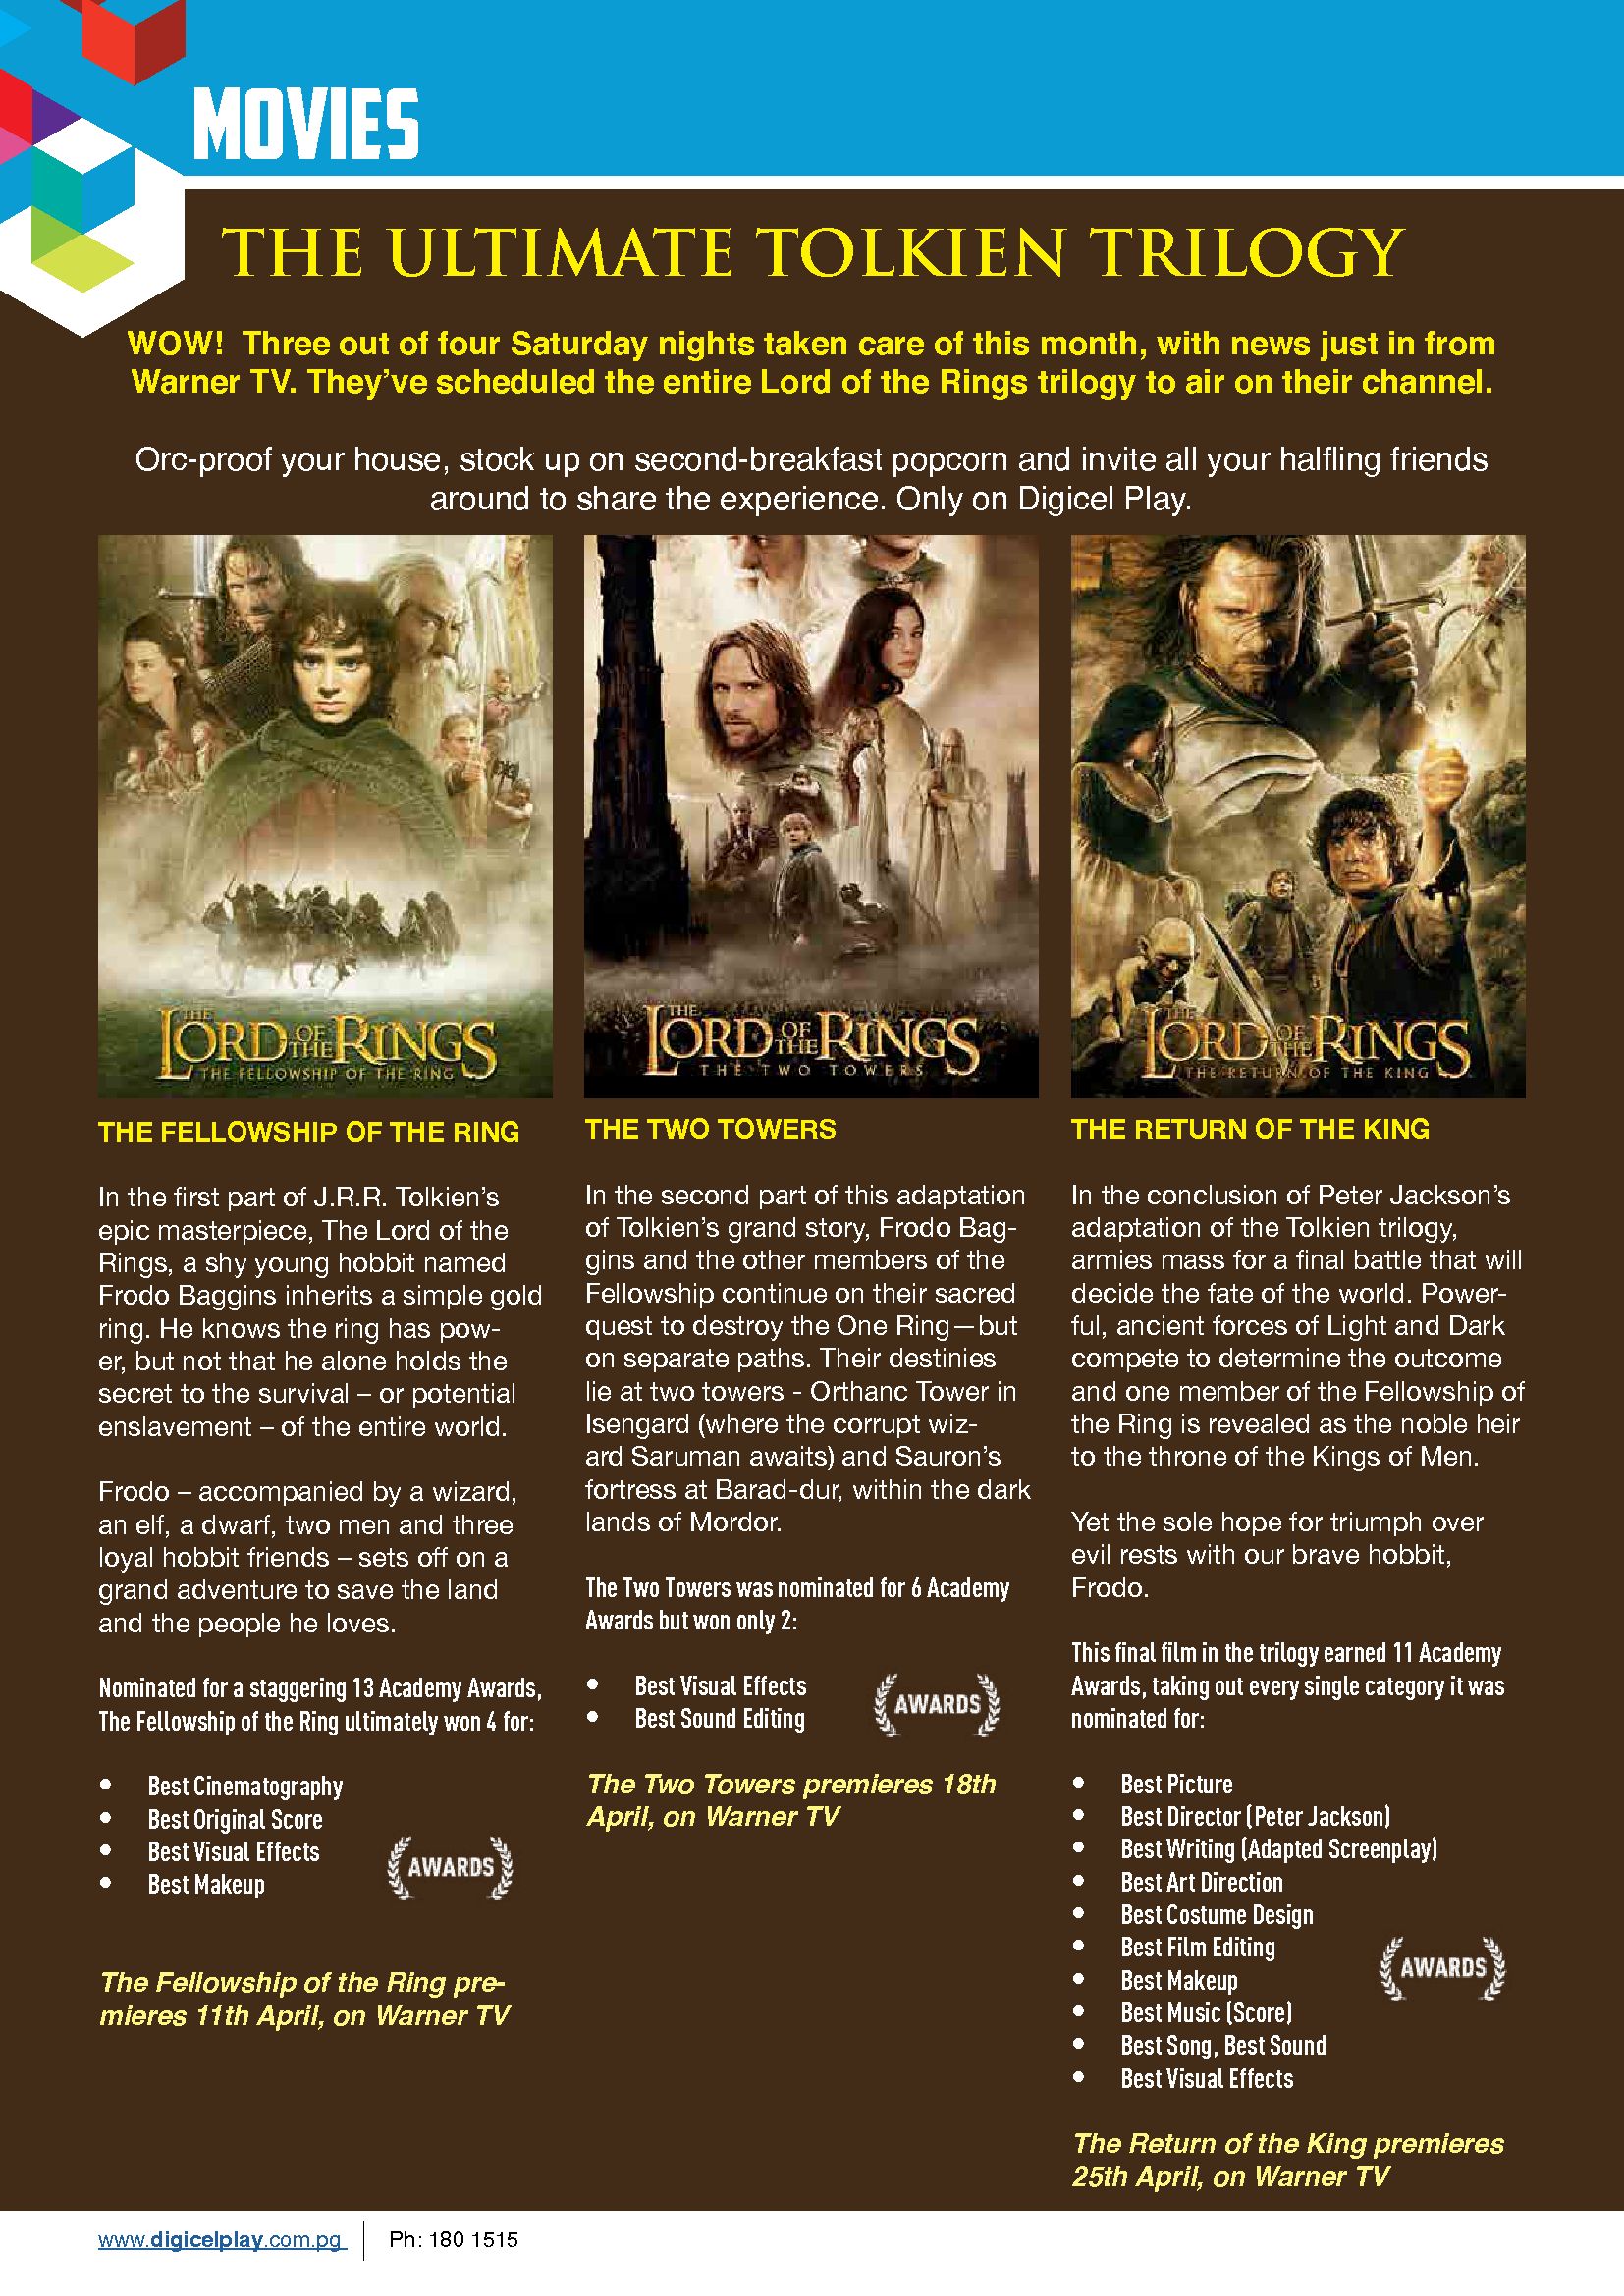 MOVIES
THE ULTIMATE TOLKIEN TRILOGY
WOW!  Three out of four Saturday nights taken care of this month, with news just in from
Warner TV. They’ve scheduled the entire Lord of the Rings trilogy to air on their channel.
Orc-proof your house, stock up on second-breakfast popcorn and invite all your halfling friends
around to share the experience. Only on Digicel Play.
THE
LORD OF THE RINGS
THE FELLOWSHIP OF THE RING
THE FELLOWSHIP OF THE RING
In the first part of J.R.R. Tolkien’s
epic masterpiece, The Lord of the
Rings, a shy young hobbit named
Frodo Baggins inherits a simple gold
ring. He knows the ring has pow-
er, but not that he alone holds the
secret to the survival – or potential
enslavement – of the entire world.
Frodo – accompanied by a wizard,
an elf, a dwarf, two men and three
loyal hobbit friends – sets off on a
grand adventure to save the land
and the people he loves.
Nominated for a staggering 13 Academy Awards,
The Fellowship of the Ring ultimately won 4 for:
• Best Cinematography
• Best Original Score
• Best Visual Effects
• Best Makeup
AWARDS
The Fellowship of the Ring pre-
mieres 11th April, on Warner TV
THE
LORD OF THE RINGS
THE TWO TOWERS
THE TWO TOWERS
In the second part of this adaptation
of Tolkien’s grand story, Frodo Bag-
gins and the other members of the
Fellowship continue on their sacred
quest to destroy the One Ring—but
on separate paths. Their destinies
lie at two towers - Orthanc Tower in
Isengard (where the corrupt wiz-
ard Saruman awaits) and Sauron’s
fortress at Barad-dur, within the dark
lands of Mordor.
The Two Towers was nominated for 6 Academy
Awards but won only 2:
• Best Visual Effects
• Best Sound Editing
AWARDS
The Two Towers premieres 18th
April, on Warner TV
THE
LORD OF THE RINGS
THE RETURN OF THE KING
THE RETURN OF THE KING
In the conclusion of Peter Jackson’s
adaptation of the Tolkien trilogy,
armies mass for a final battle that will
decide the fate of the world. Power-
ful, ancient forces of Light and Dark
compete to determine the outcome
and one member of the Fellowship of
the Ring is revealed as the noble heir
to the throne of the Kings of Men.
Yet the sole hope for triumph over
evil rests with our brave hobbit,
Frodo.
This final film in the trilogy earned 11 Academy
Awards, taking out every single category it was
nominated for:
• Best Picture
• Best Director (Peter Jackson)
• Best Writing (Adapted Screenplay)
• Best Art Direction
• Best Costume Design
• Best Film Editing
• Best Makeup
• Best Music (Score)
• Best Song, Best Sound
• Best Visual Effects
AWARDS
The Return of the King premieres
25th April, on Warner TV
www.digicelplay.com.pg | Ph: 180 1515